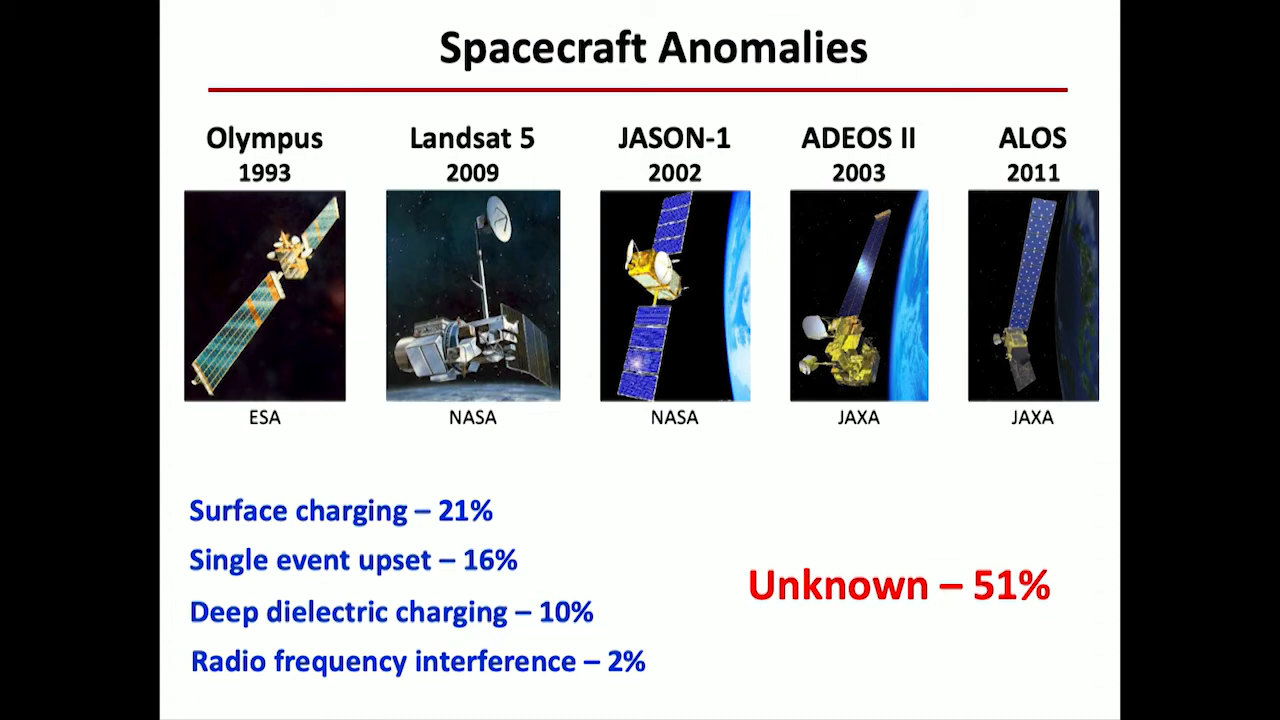 Spacecraft Anomalies
Olympus
1993
Landsat 5
2009
JASON-1
2002
ADEOS II
2003
ALOS
2011
ESA
NASA
NASA
JAXA
JAXA
Surface charging – 21%
Single event upset – 16%
Deep dielectric charging – 10%
Radio frequency interference – 2%
Unknown – 51%